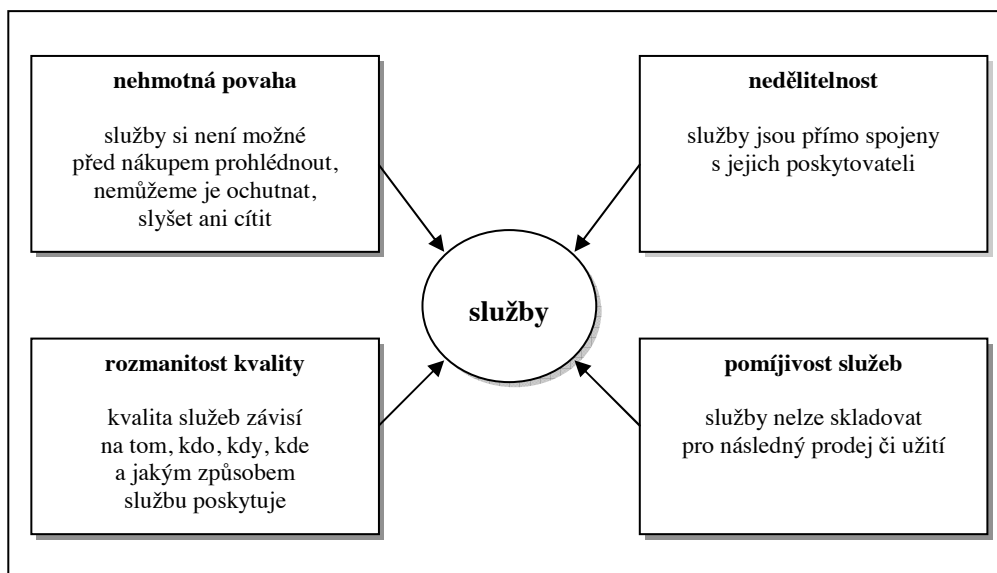 nehmotná povaha
služby si není možné
před nákupem prohlédnout,
nemůžeme je ochutnat,
slyšet ani cítit
nedělitelnost
služby jsou přímo spojeny
s jejich poskytovateli
služby
rozmanitost kvality
kvalita služeb závisí
na tom, kdo, kdy, kde
a jakým způsobem
službu poskytuje
pomíjivost služeb
služby nelze skladovat
pro následný prodej či užití